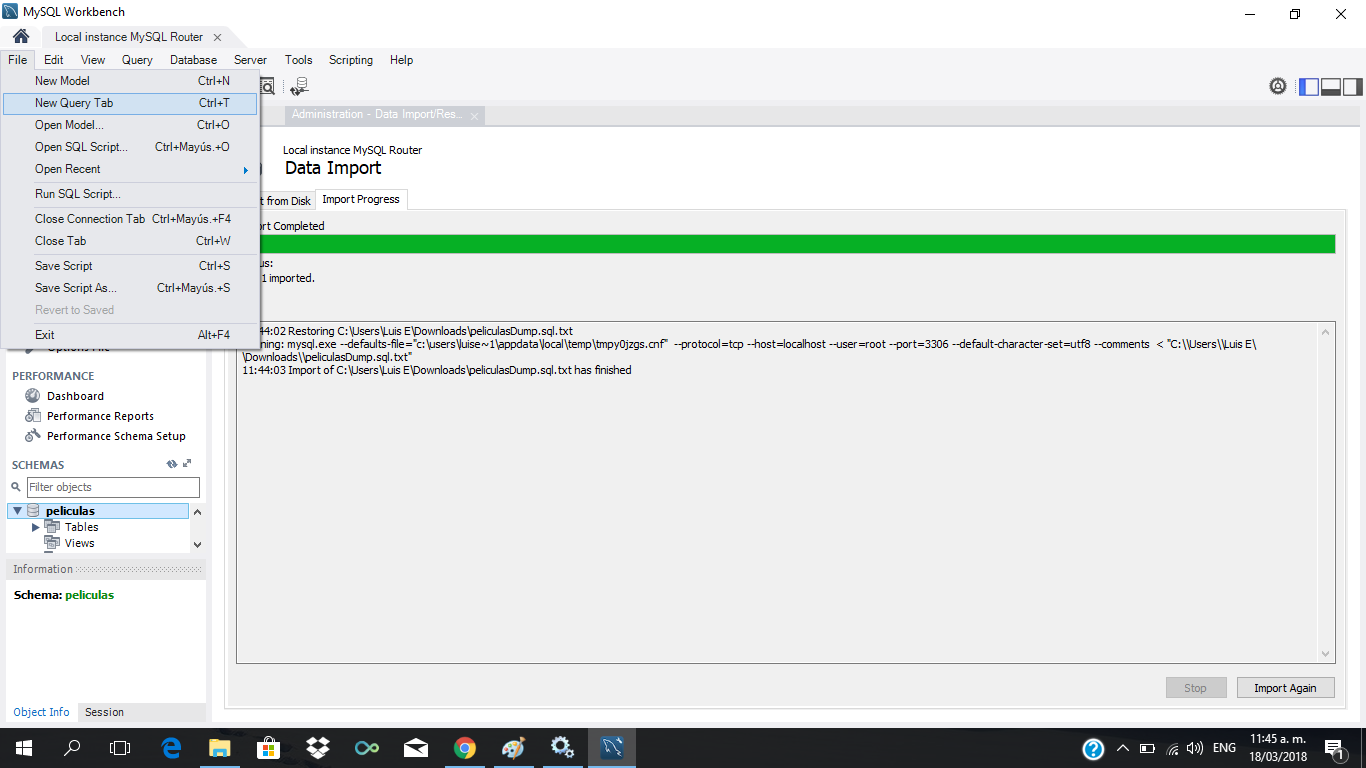 MySQL Workbench
Local instance MySQL Router
File Edit View Query Database Server Tools Scripting Help
New Model Ctrl+N
New Query Tab Ctrl+T
Open Model... Ctrl+O
Open SQL Script... Ctrl+Mayús.+O
Open Recent
Run SQL Script...
Close Connection Tab Ctrl+Mayús.+F4
Close Tab Ctrl+W
Save Script Ctrl+S
Save Script As... Ctrl+Mayús.+S
Revert to Saved
Exit Alt+F4
Administration - Data Import/Res...
Local instance MySQL Router
Data Import
t from Disk Import Progress
ort Completed
us:
1 imported.
44:02 Restoring C:\Users\Luis E\Downloads\peliculasDump.sql.txt
ning: mysql.exe --defaults-file="c:\users\luise~1\appdata\local\temp\tmpy0jzgs.cnf" --protocol=tcp --host=localhost --user=root --port=3306 --default-character-set=utf8 --comments < "C:\\Users\\Luis E\
\Downloads\\peliculasDump.sql.txt"
11:44:03 Import of C:\Users\Luis E\Downloads\peliculasDump.sql.txt has finished
Stop Import Again
PERFORMANCE
Dashboard
Performance Reports
Performance Schema Setup
SCHEMAS
Filter objects
peliculas
Tables
Views
Information
Schema: peliculas
Object Info Session
ENG
11:45 a. m.
18/03/2018
1